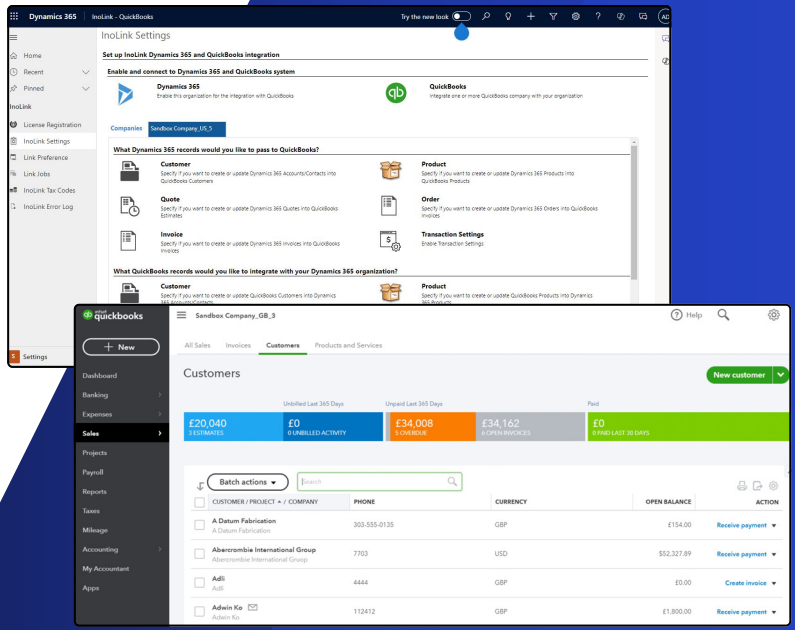 Dynamics 365
InoLink - QuickBooks
Try the new look
AD
Home
Recent
Pinned
InoLink
License Registration
InoLink Settings
Link Preference
Link Jobs
InoLink Tax Codes
InoLink Error Log
S Settings
InoLink Settings
Set up InoLink Dynamics 365 and QuickBooks integration
Enable and connect to Dynamics 365 and QuickBooks system
Dynamics 365
Enable this organization for the integration with QuickBooks
qb
QuickBooks
Integrate one or more QuickBooks company with your organization
Companies
Sandbox Company_US_5
What Dynamics 365 records would you like to pass to QuickBooks?
Customer
Specify if you want to create or update Dynamics 365 Accounts/Contacts into
QuickBooks Customers
Product
Specify if you want to create or update Dynamics 365 Products into
QuickBooks Products
Quote
Specify if you want to create or update Dynamics 365 Quotes into QuickBooks
Estimates
Order
Specify if you want to create or update Dynamics 365 Orders into QuickBooks
Invoices
Invoice
Specify if you want to create or update Dynamics 365 Invoices into QuickBooks
Invoices
Transaction Settings
Enable Transaction Settings
What QuickBooks records would you like to integrate with your Dynamics 365 organization?
Customer
Specify if you want to create or update QuickBooks Customers into Dynamics
365 Accounts/Contacts
Product
Specify if you want to create or update QuickBooks Products into Dynamics
365 Products
qb intuit
quickbooks
+ New
Dashboard
Banking
Expenses
Sales
Projects
Payroll
Reports
Taxes
Mileage
Accounting
My Accountant
Apps
Sandbox Company_GB_3
? Help
All Sales
Invoices
Customers
Products and Services
Customers
New customer
Unbilled Last 365 Days
Unpaid Last 365 Days
Paid
£20,040
3 ESTIMATES
£0
0 UNBILLED ACTIVITY
£34,008
5 OVERDUE
£34,162
6 OPEN INVOICES
£0
0 PAID LAST 30 DAYS
Batch actions
Search
CUSTOMER / PROJECT ▲ / COMPANY
PHONE
CURRENCY
OPEN BALANCE
ACTION
A Datum Fabrication
A Datum Fabrication
303-555-0135
GBP
£154.00
Receive payment
Abercrombie International Group
Abercrombie International Group
7703
USD
$52,327.89
Receive payment
Adli
Adli
4444
GBP
£0.00
Create invoice
Adwin Ko
Adwin Ko
112412
GBP
£1,800.00
Receive payment